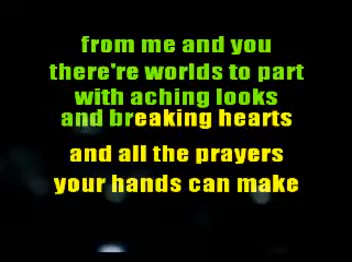 from me and you
there're worlds to part
with aching looks
and breaking hearts
and all the prayers
your hands can make